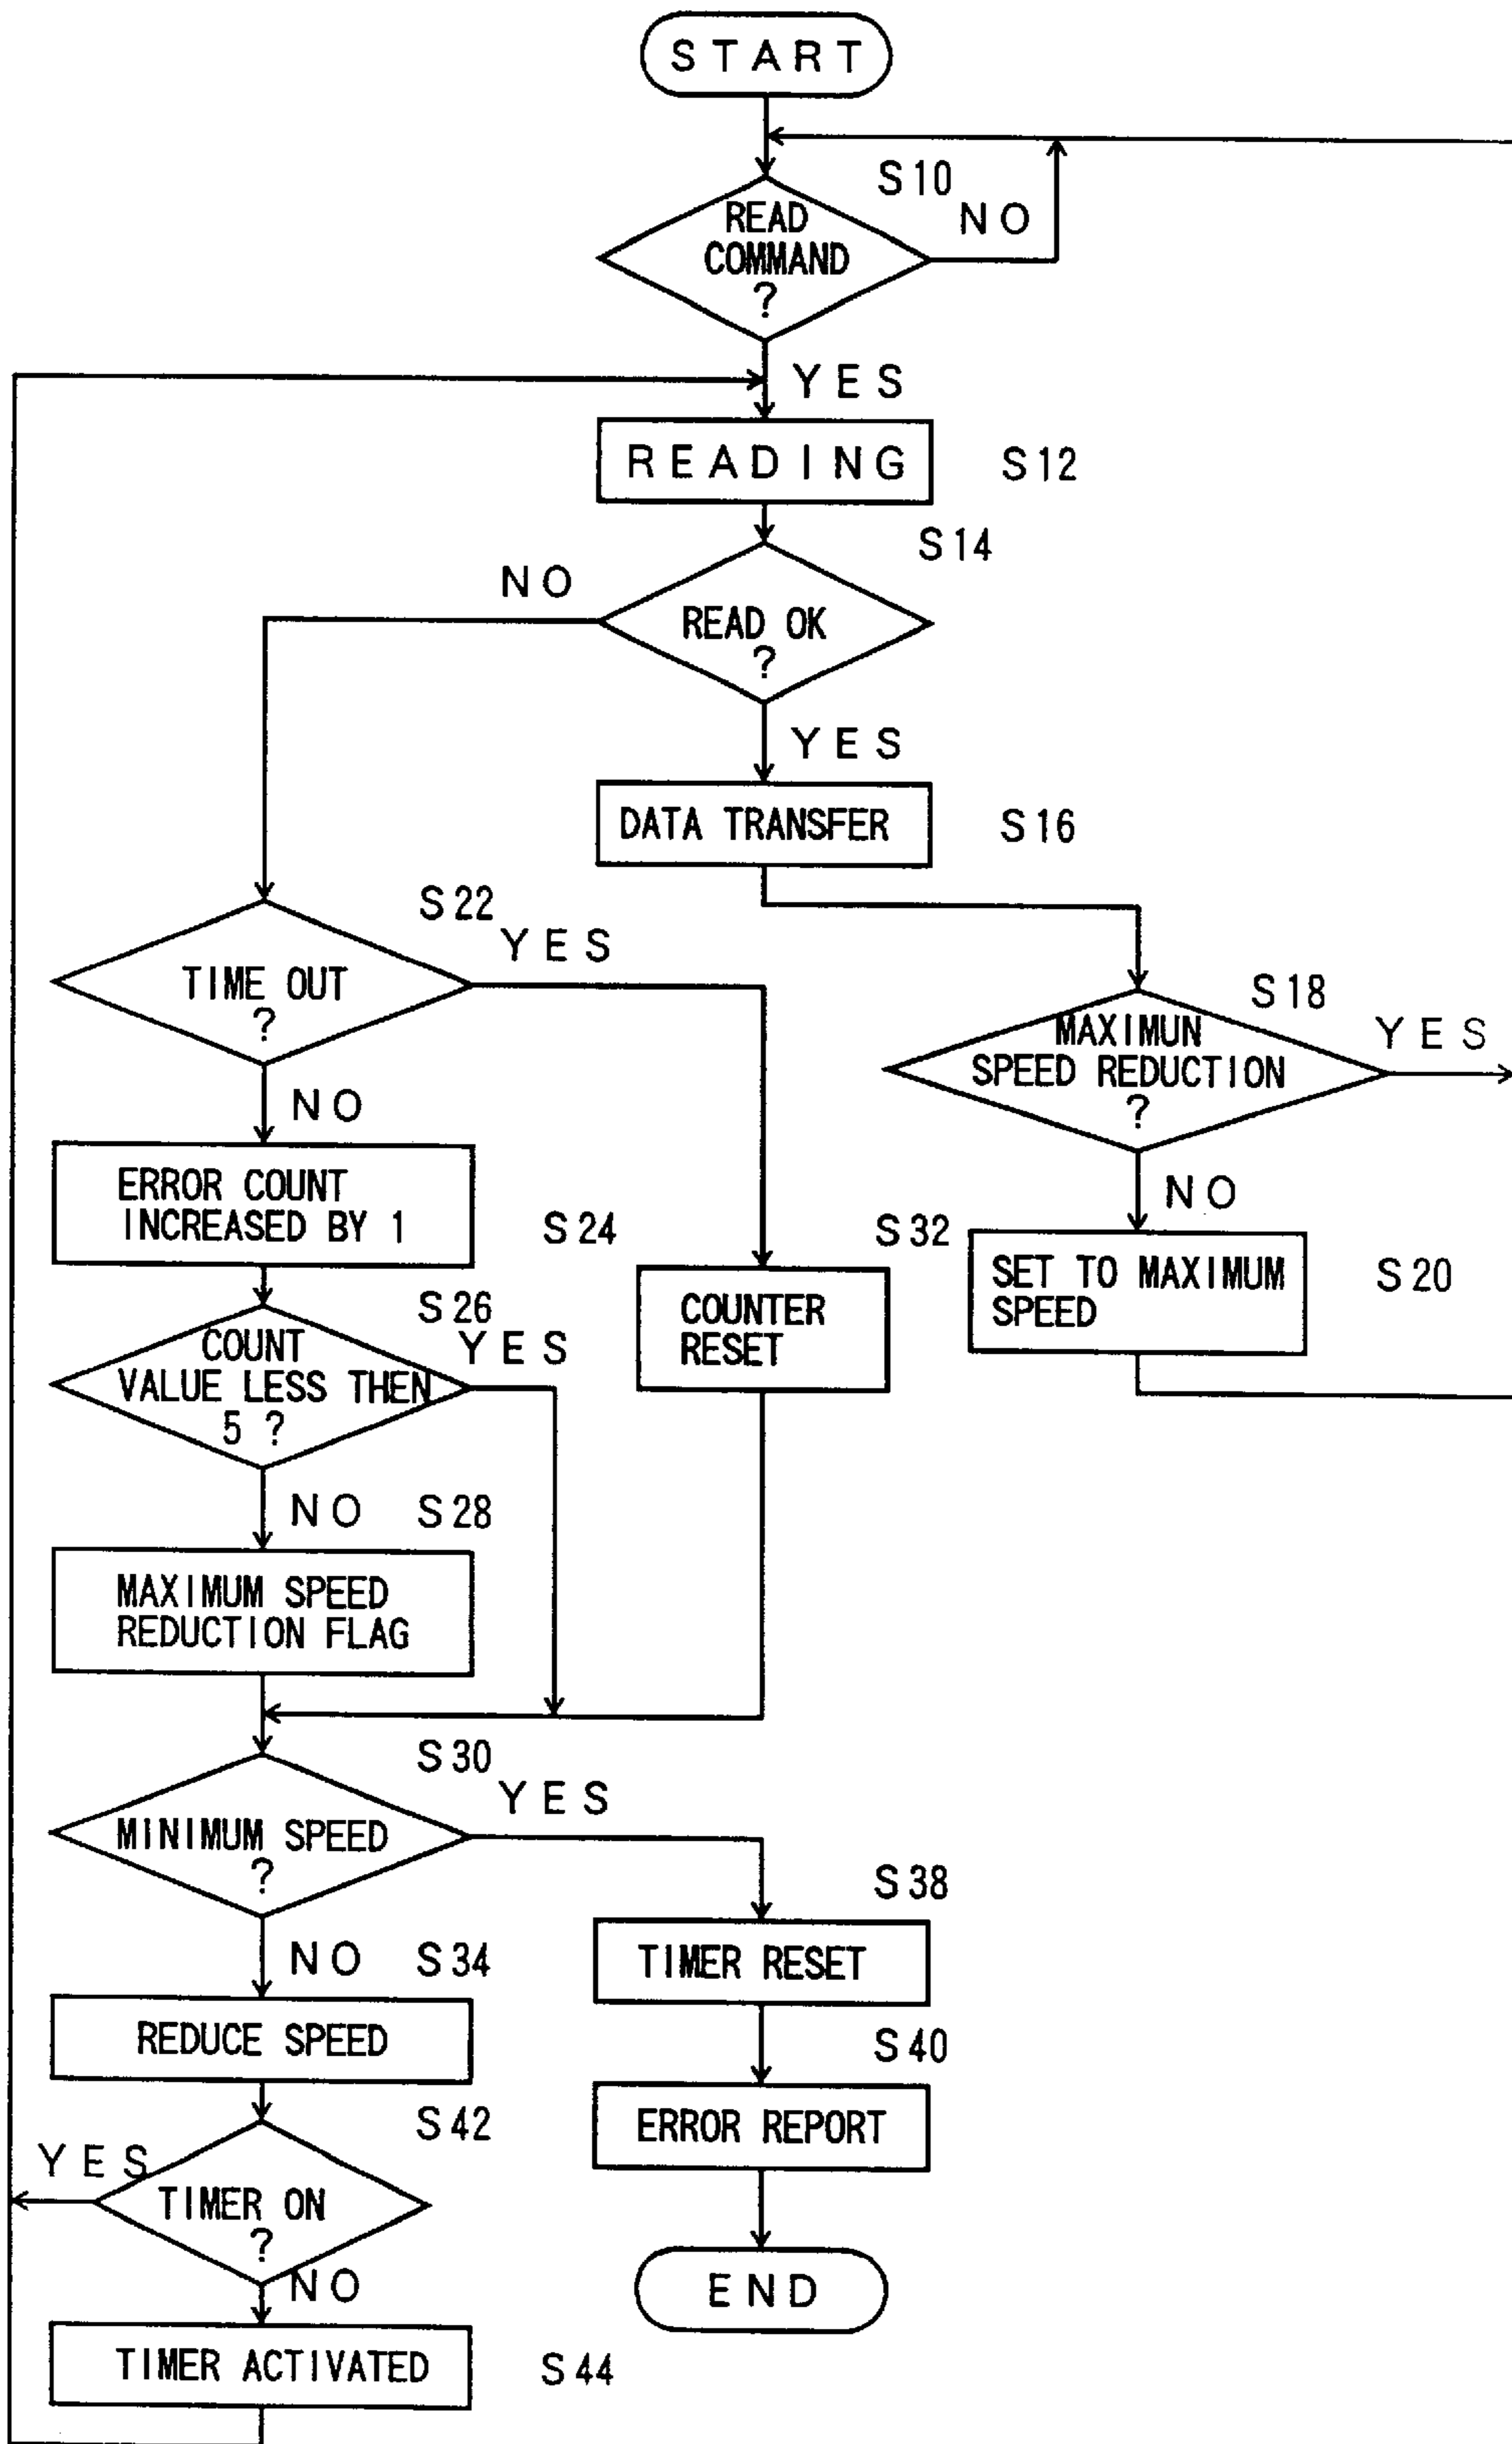 START
S10
READ
COMMAND
?
NO
YES
READING
S12
S14
NO
READ OK
?
YES
DATA TRANSFER
S16
S22
YES
TIME OUT
?
S18
MAXIMUN
SPEED REDUCTION
?
YES
NO
NO
ERROR COUNT
INCREASED BY 1
S24
S32
SET TO MAXIMUM
SPEED
S20
COUNTER
RESET
S26
COUNT
VALUE LESS THEN
5 ?
YES
NO
S28
MAXIMUM SPEED
REDUCTION FLAG
S30
YES
MINIMUM SPEED
?
S38
NO
S34
TIMER RESET
REDUCE SPEED
S40
S42
ERROR REPORT
YES
TIMER ON
?
NO
END
TIMER ACTIVATED
S44